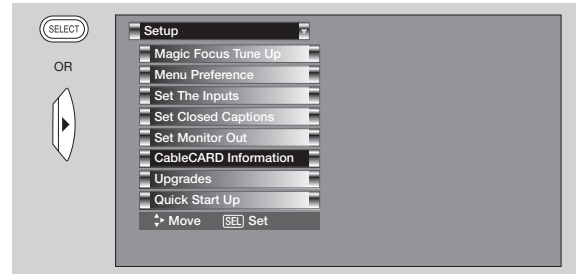 SELECT
OR
Setup
Magic Focus Tune Up
Menu Preference
Set The Inputs
Set Closed Captions
Set Monitor Out
CableCARD Information
Upgrades
Quick Start Up
Move SEL Set